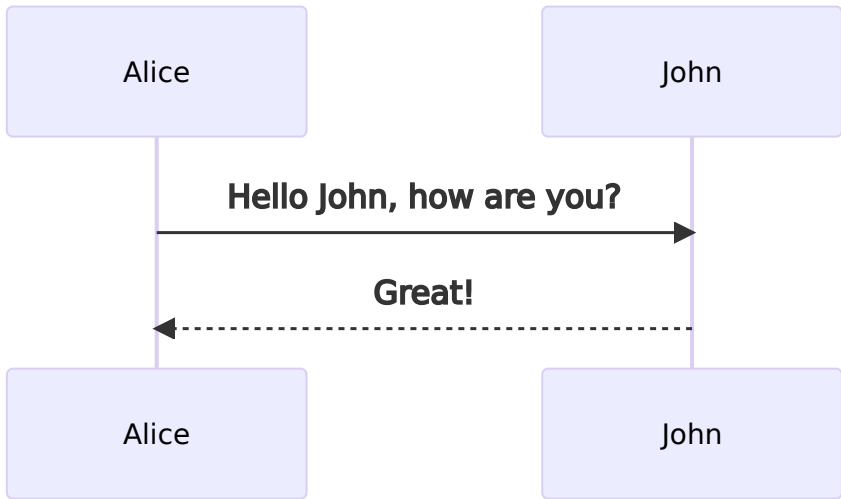 Alice
John
Hello John, how are you?
Great!
Alice
John